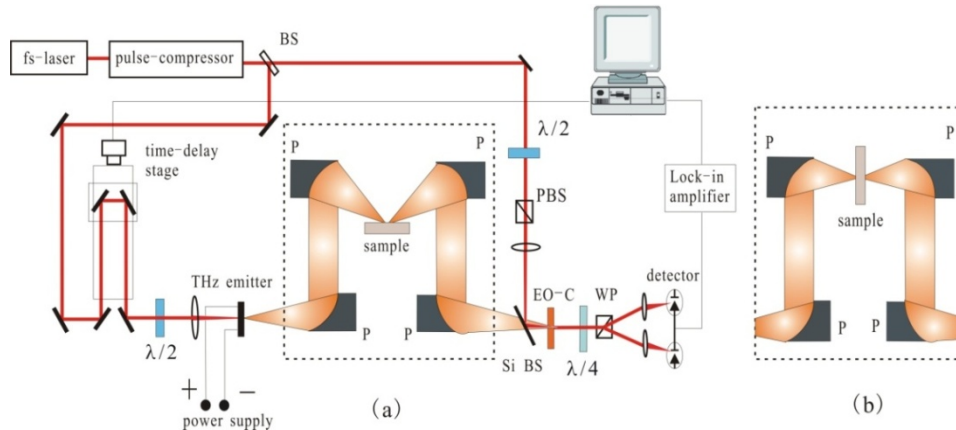 BS
fs-laser
pulse-compressor
time-delay
stage
P
P
λ/2
PBS
sample
Lock-in
amplifier
P
P
sample
THz emitter
λ/2
P
P
Si BS
EO-C
λ/4
WP
detector
P
P
+
−
power supply
(a)
(b)